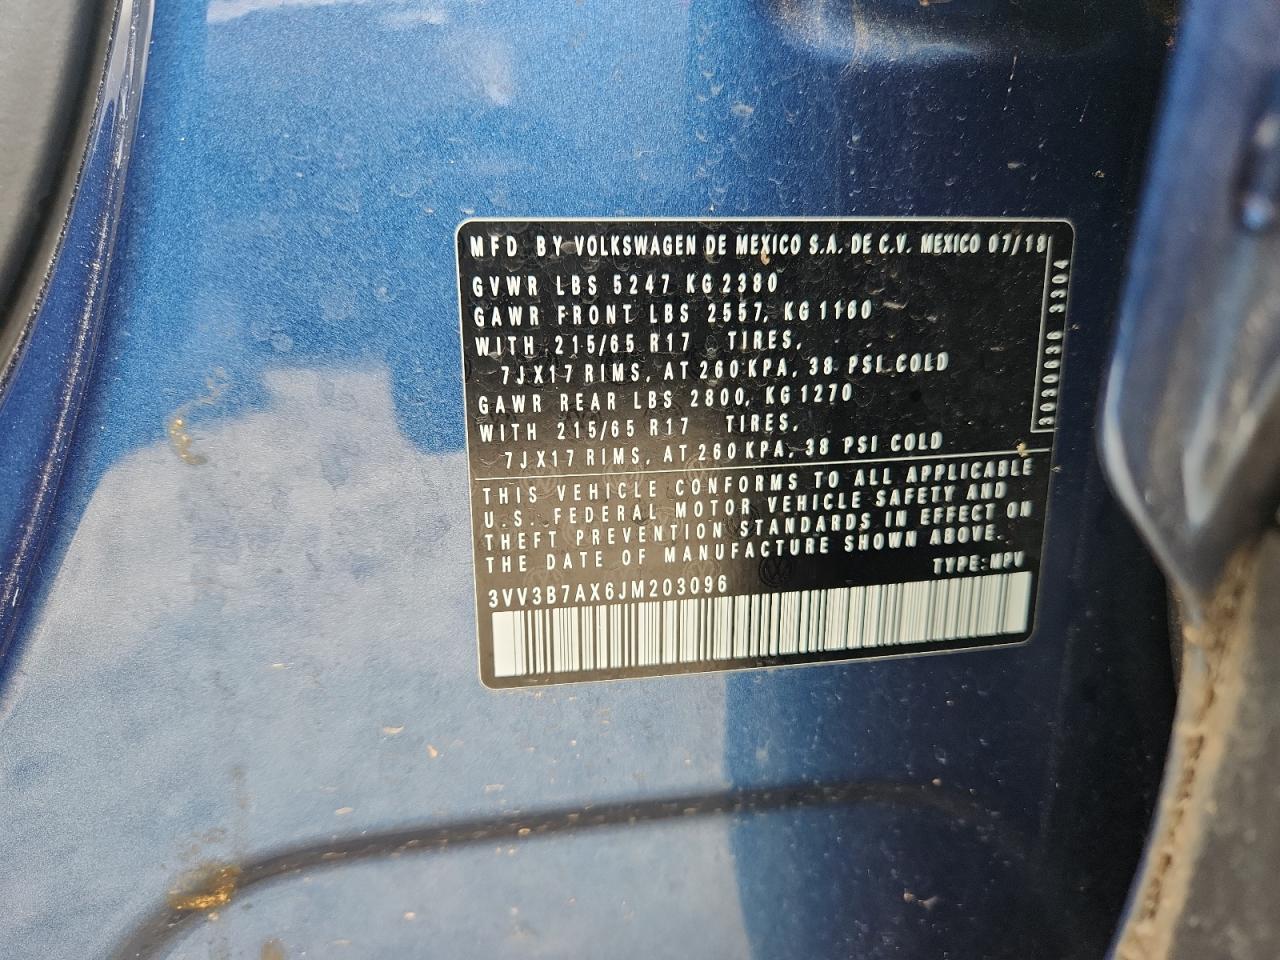 MFD BY VOLKSWAGEN DE MEXICO S.A. DE C.V. MEXICO 07/18
GVWR LBS 5247 KG 2380
GAWR FRONT LBS 2557, KG 1160
WITH 215/65 R17 TIRES,
7JX17 RIMS, AT 260 KPA, 38 PSI COLD
GAWR REAR LBS 2800, KG 1270
WITH 215/65 R17 TIRES,
7JX17 RIMS, AT 260 KPA, 38 PSI COLD
3030636 3304
THIS VEHICLE CONFORMS TO ALL APPLICABLE
U.S. FEDERAL MOTOR VEHICLE SAFETY AND
THEFT PREVENTION STANDARDS IN EFFECT ON
THE DATE OF MANUFACTURE SHOWN ABOVE.
TYPE: MPV
3VV3B7AX6JM203096